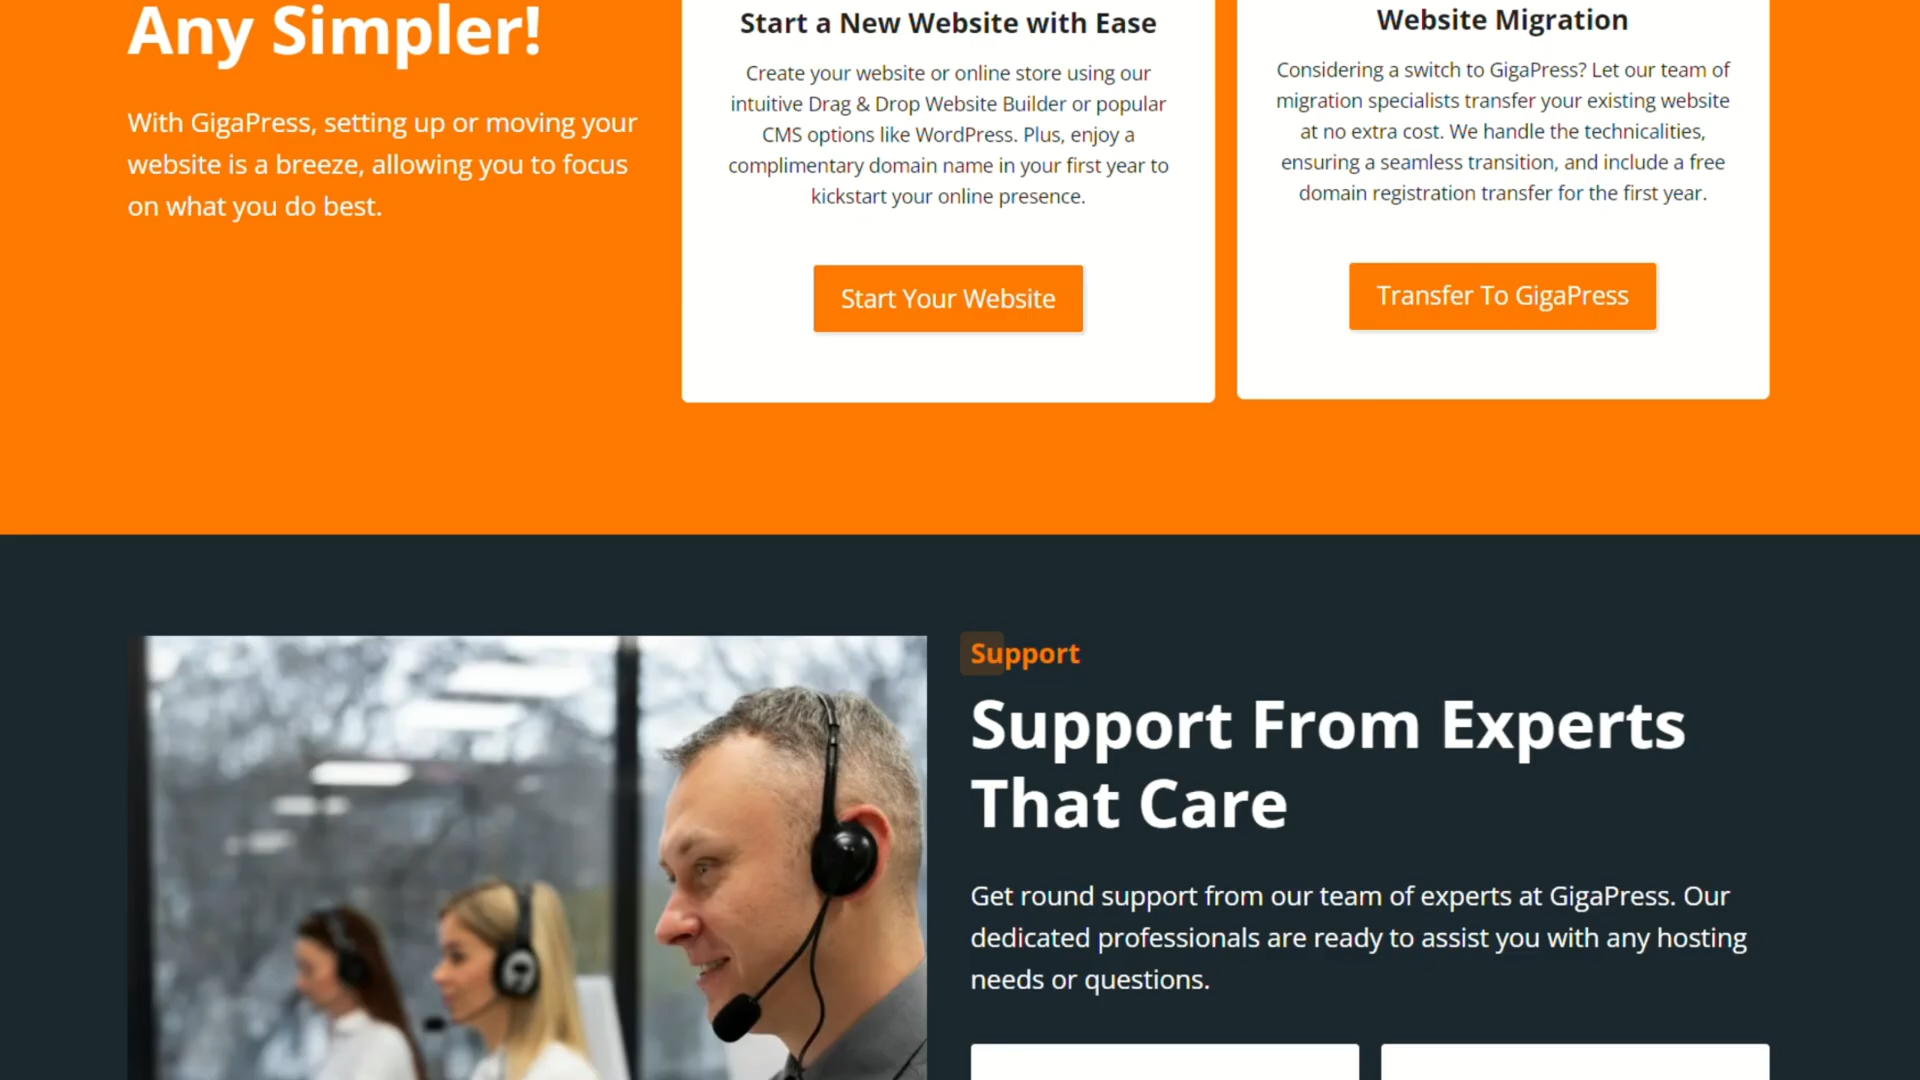 Any Simpler!
With GigaPress, setting up or moving your
website is a breeze, allowing you to focus
on what you do best.
Start a New Website with Ease
Create your website or online store using our
intuitive Drag & Drop Website Builder or popular
CMS options like WordPress. Plus, enjoy a
complimentary domain name in your first year to
kickstart your online presence.
Start Your Website
Website Migration
Considering a switch to GigaPress? Let our team of
migration specialists transfer your existing website
at no extra cost. We handle the technicalities,
ensuring a seamless transition, and include a free
domain registration transfer for the first year.
Transfer To GigaPress
Support
Support From Experts
That Care
Get round support from our team of experts at GigaPress. Our
dedicated professionals are ready to assist you with any hosting
needs or questions.